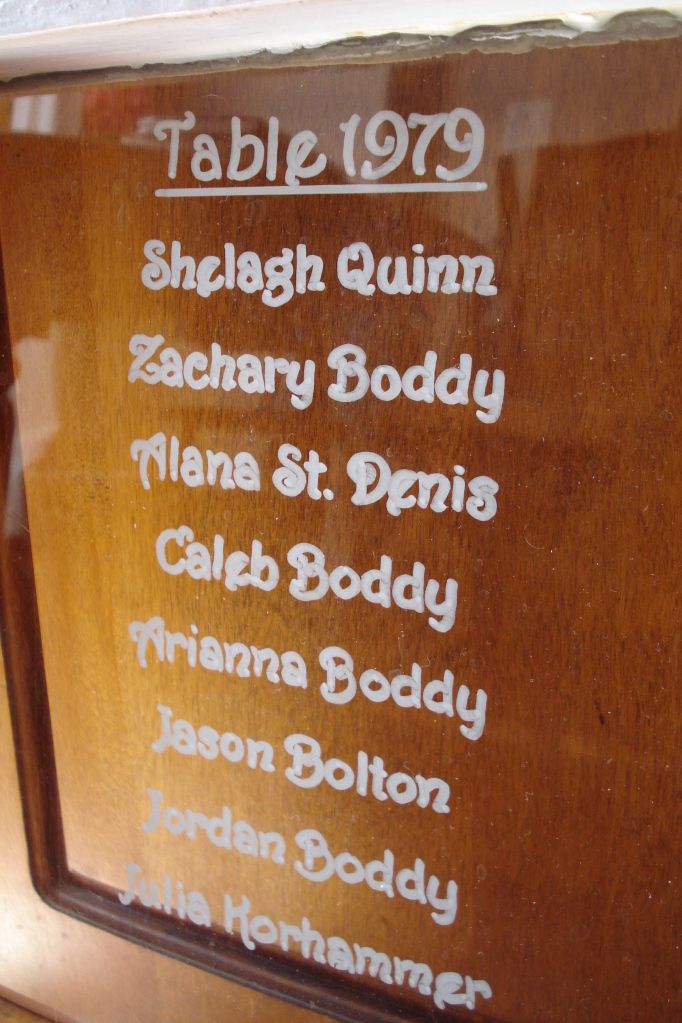 Table 1979
Shelagh Quinn
Zachary Boddy
Alana St. Denis
Caleb Boddy
Arianna Boddy
Jason Bolton
Jordan Boddy
Julia Korhammer